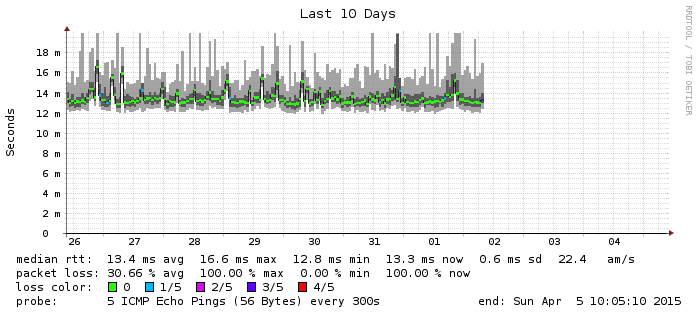 Last 10 Days
RRDTOOL / TOBI OETIKER
Seconds
18 m
16 m
14 m
12 m
10 m
8 m
6 m
4 m
2 m
0
26 27 28 29 30 31 01 02 03 04
median rtt: 13.4 ms avg 16.6 ms max 12.8 ms min 13.3 ms now 0.6 ms sd 22.4 am/s
packet loss: 30.66 % avg 100.00 % max 0.00 % min 100.00 % now
loss color: 0 1/5 2/5 3/5 4/5
probe: 5 ICMP Echo Pings (56 Bytes) every 300s end: Sun Apr 5 10:05:10 2015